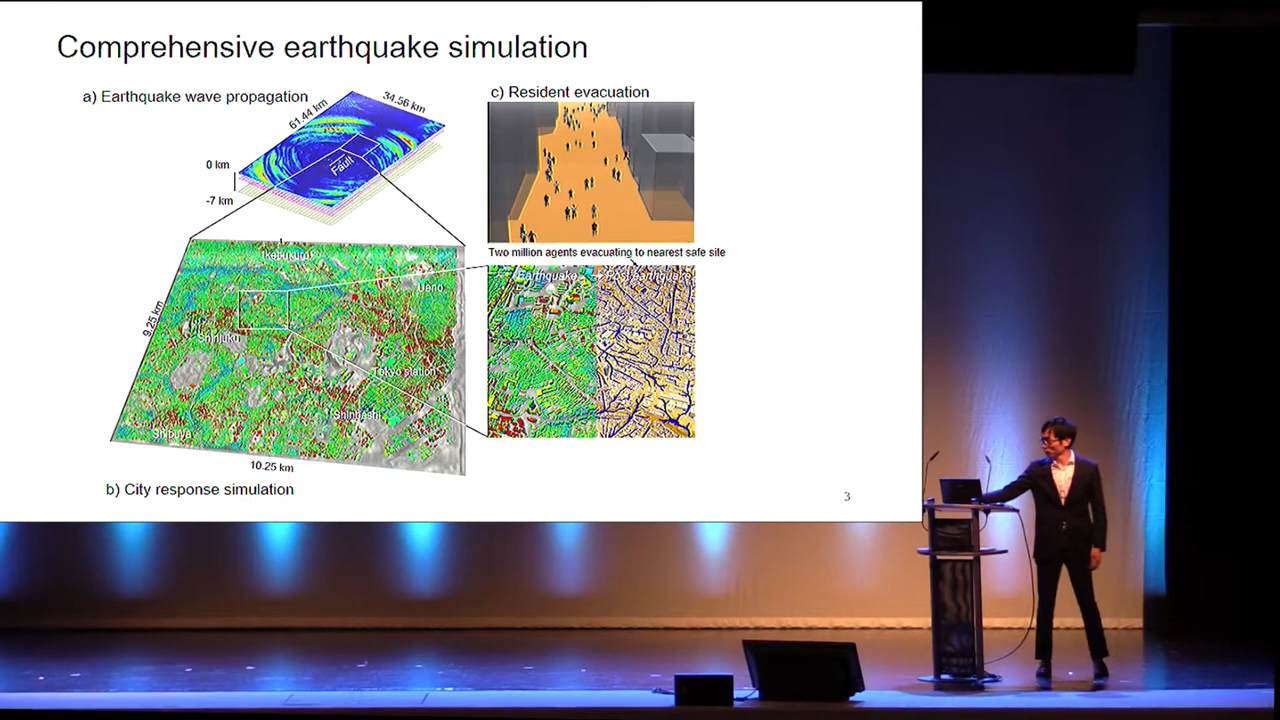 Comprehensive earthquake simulation
a) Earthquake wave propagation
61.44 km
34.56 km
0 km
-7 km
Fault
Ikebukuro
Ueno
Shinjuku
Tokyo station
Shinbashi
Shibuya
9.25 km
10.25 km
b) City response simulation
c) Resident evacuation
Two million agents evacuating to nearest safe site
Earthquake
Post earthquake
3